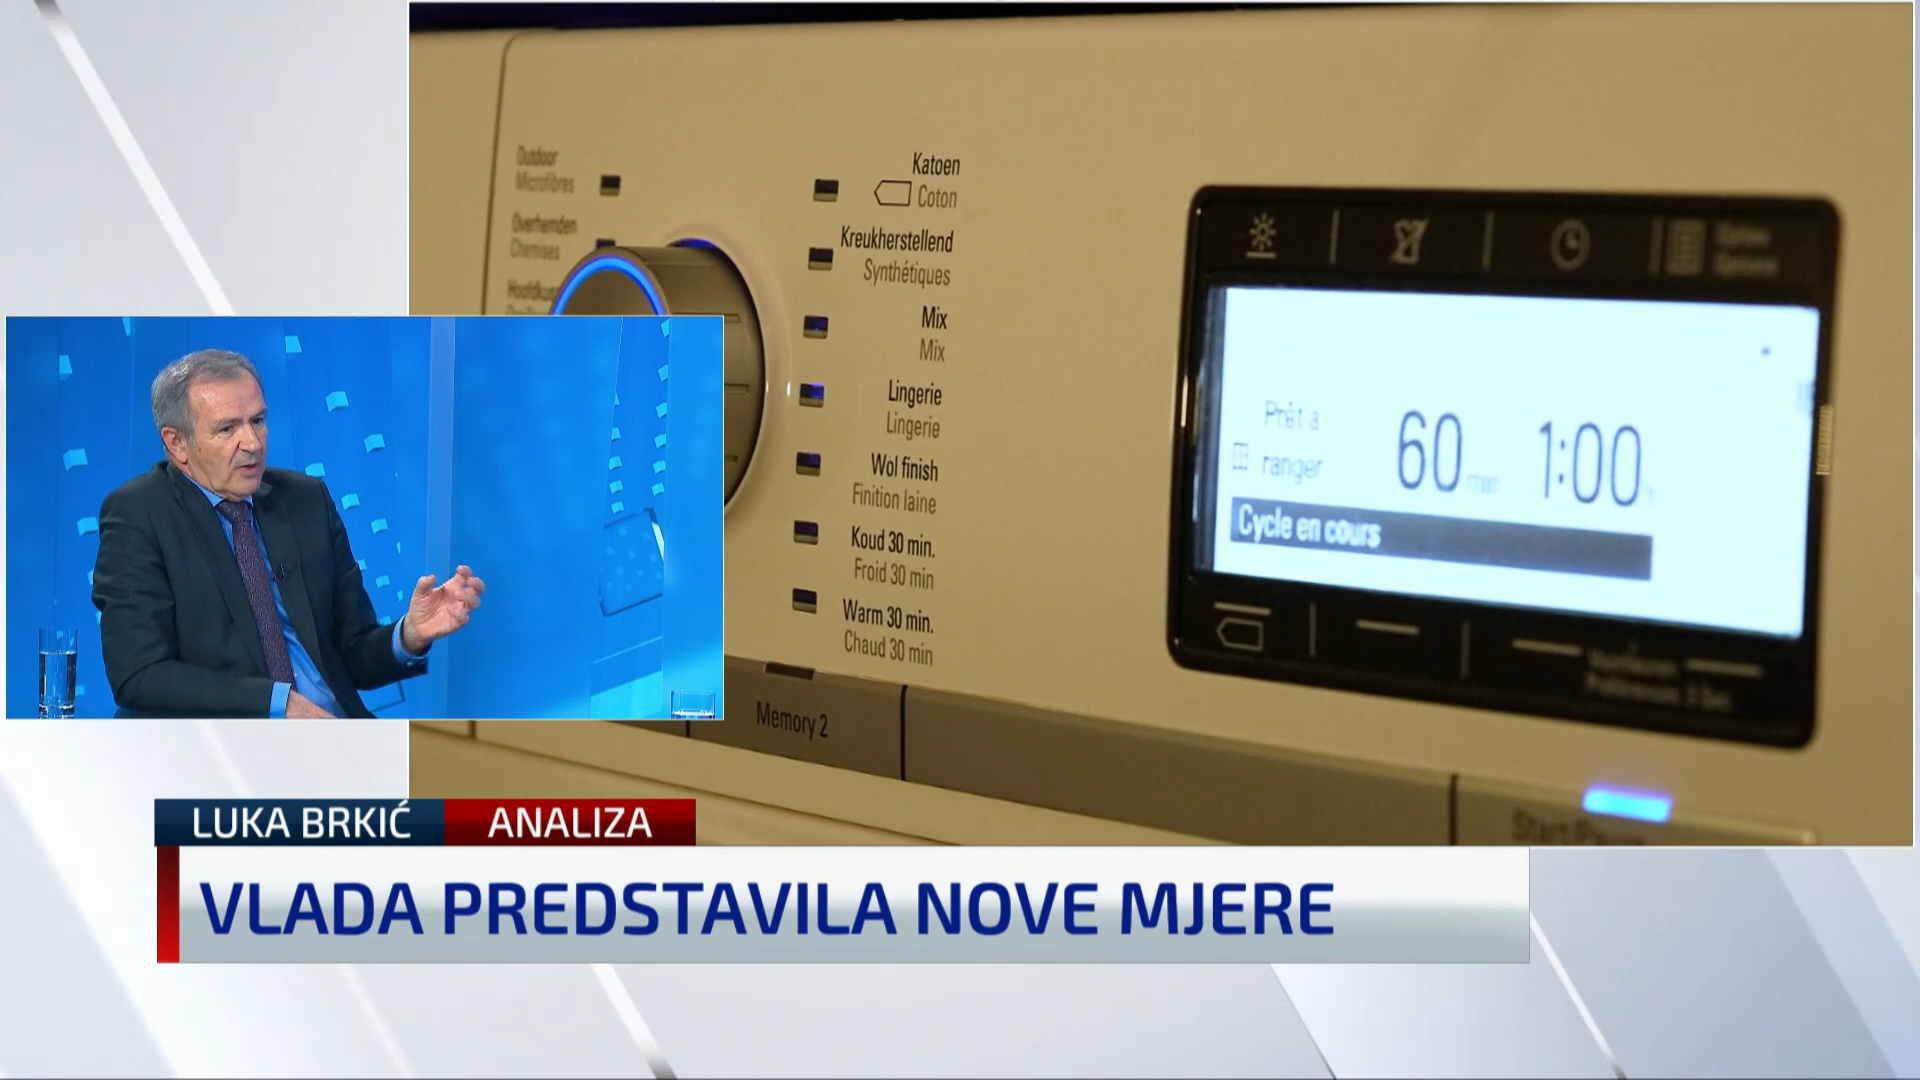 Outdoor
Microfibres
Overhemden
Chemises
Katoen
Coton
Kreukherstellend
Synthétiques
Mix
Mix
Lingerie
Lingerie
Wol finish
Finition laine
Koud 30 min.
Froid 30 min
Warm 30 min.
Chaud 30 min
Memory 2
Prêt a
ranger
60 min 1:00
Cycle en cours
LUKA BRKIĆ ANALIZA
VLADA PREDSTAVILA NOVE MJERE